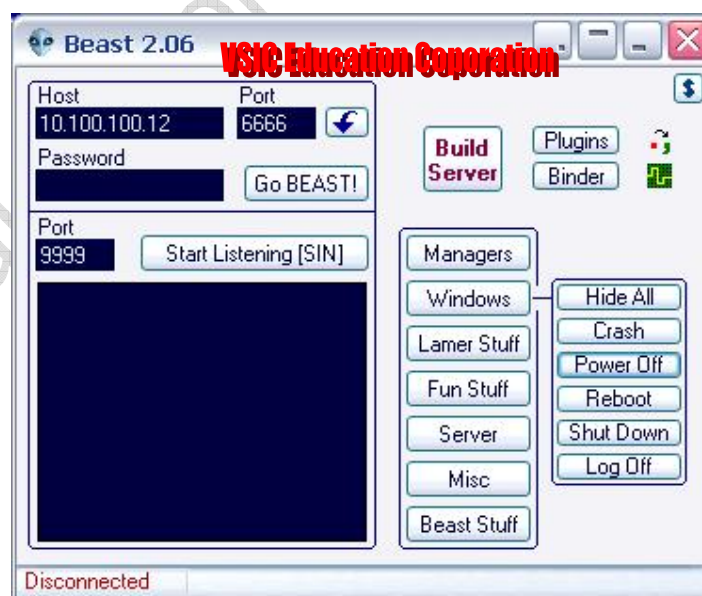 Beast 2.06
VSIC Education Coporation
Host
Port
10.100.100.12
6666
Password
Go BEAST!
Port
9999
Start Listening [SIN]
Build
Server
Plugins
Binder
$
Managers
Windows
Lamer Stuff
Fun Stuff
Server
Misc
Beast Stuff
Hide All
Crash
Power Off
Reboot
Shut Down
Log Off
Disconnected